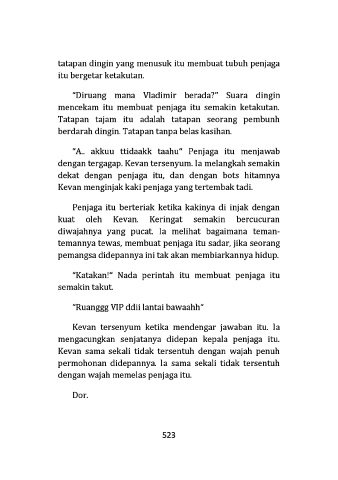 tatapan dingin yang menusuk itu membuat tubuh penjaga
itu bergetar ketakutan.
"Diruang mana Vladimir berada?" Suara dingin
mencekam itu membuat penjaga itu semakin ketakutan.
Tatapan tajam itu adalah tatapan seorang pembunh
berdarah dingin. Tatapan tanpa belas kasihan.
"A.. akkuu ttidaakk taahu" Penjaga itu menjawab
dengan tergagap. Kevan tersenyum. Ia melangkah semakin
dekat dengan penjaga itu, dan dengan bots hitamnya
Kevan menginjak kaki penjaga yang tertembak tadi.
Penjaga itu berteriak ketika kakinya di injak dengan
kuat oleh Kevan. Keringat semakin bercucuran
diwajahnya yang pucat. Ia melihat bagaimana teman-
temannya tewas, membuat penjaga itu sadar, jika seorang
pemangsa didepannya ini tak akan membiarkannya hidup.
"Katakan!" Nada perintah itu membuat penjaga itu
semakin takut.
"Ruanggg VIP ddii lantai bawaahh"
Kevan tersenyum ketika mendengar jawaban itu. Ia
mengacungkan senjatanya didepan kepala penjaga itu.
Kevan sama sekali tidak tersentuh dengan wajah penuh
permohonan didepannya. Ia sama sekali tidak tersentuh
dengan wajah memelas penjaga itu.
Dor.
523